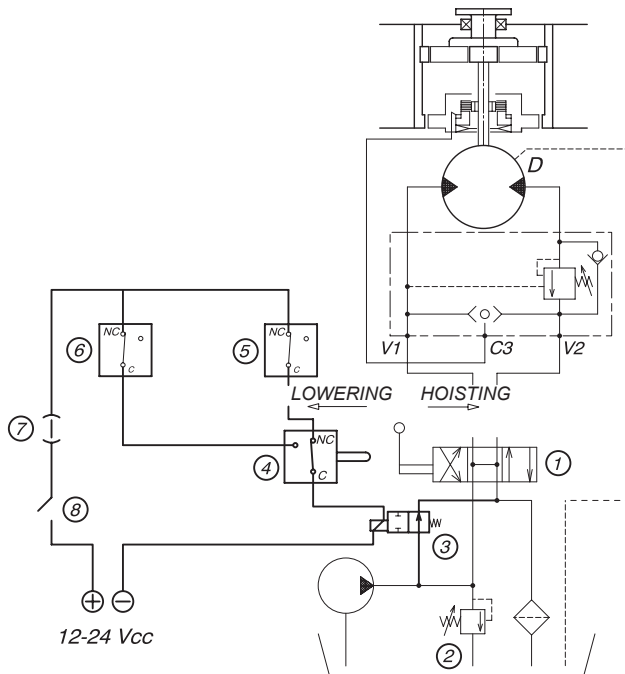 D
V1 C3 V2
NC NC
6 C 5 C
LOWERING HOISTING
7 4 NC 1
C
8
3
12-24 Vcc 2